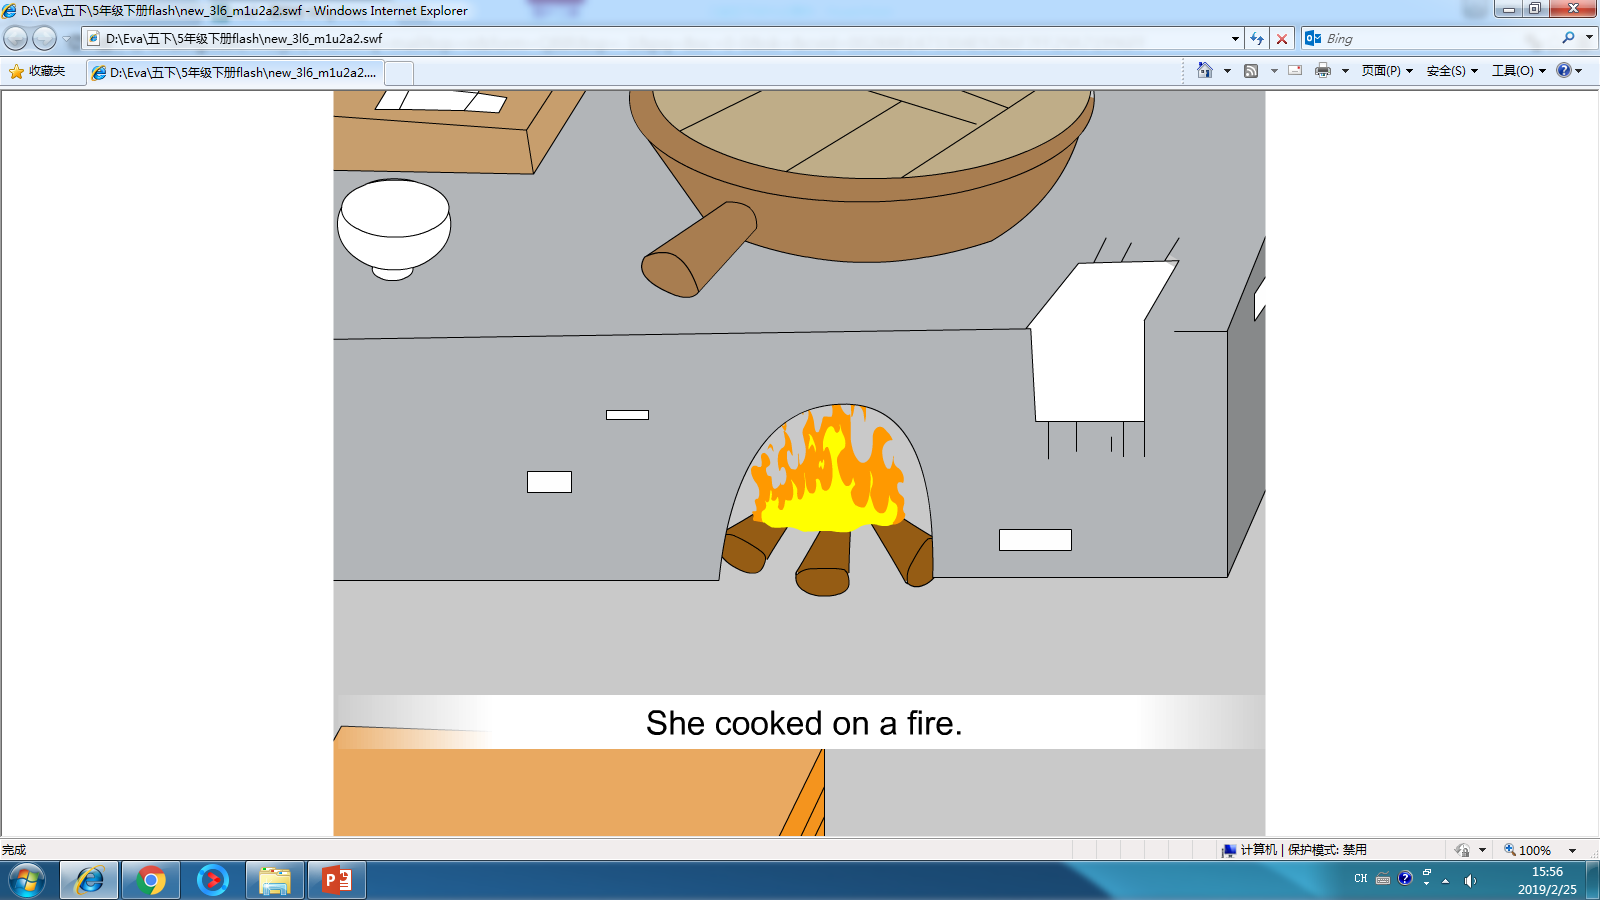 D:\Eva\五下\5年级下册flash\new_3l6_m1u2a2.swf - Windows Internet Explorer
D:\Eva\五下\5年级下册flash\new_3l6_m1u2a2.swf
Bing
收藏夹
D:\Eva\五下\5年级下册flash\new_3l6_m1u2a2....
页面(P)
安全(S)
工具(O)
She cooked on a fire.
完成
计算机 | 保护模式: 禁用
100%
CH
15:56
2019/2/25